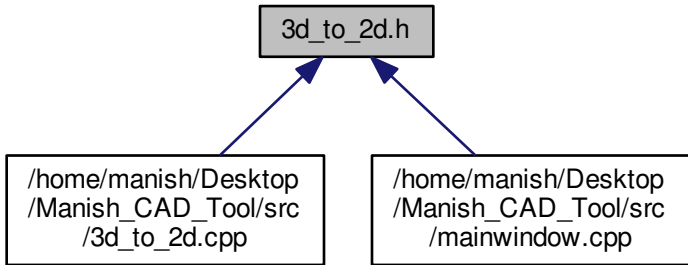 3d_to_2d.h
/home/manish/Desktop
/Manish_CAD_Tool/src
/3d_to_2d.cpp
/home/manish/Desktop
/Manish_CAD_Tool/src
/mainwindow.cpp